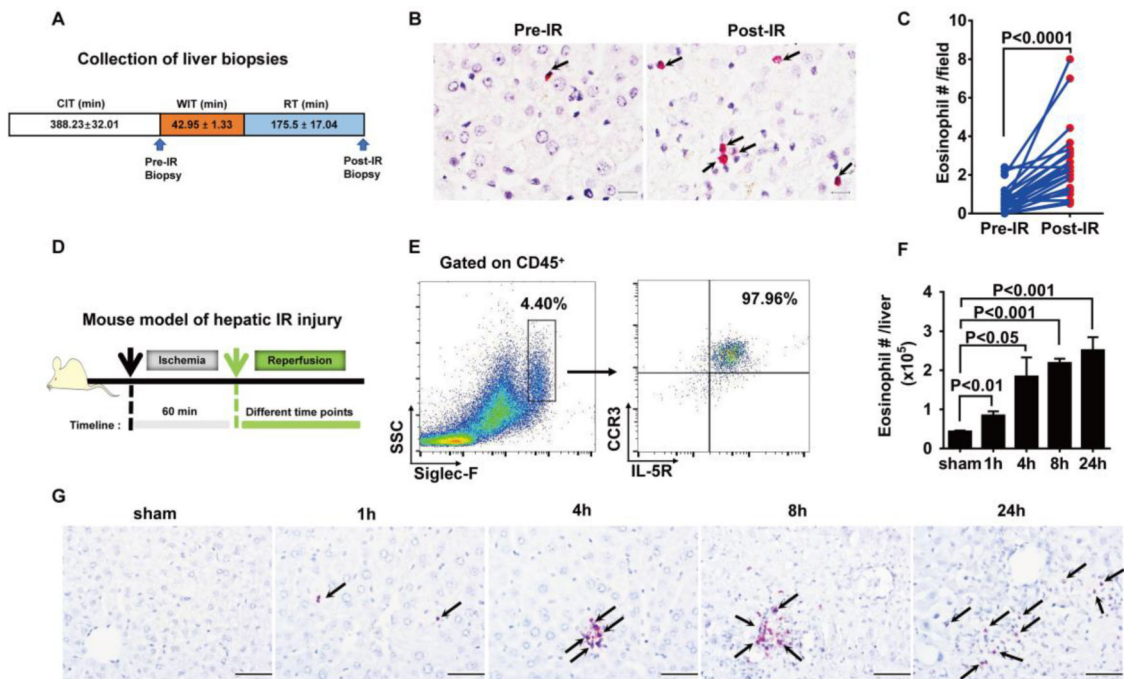 A
Collection of liver biopsies
CIT (min)
WIT (min)
RT (min)
388.23±32.01
42.95 ± 1.33
175.5 ± 17.04
Pre-IR
Biopsy
Post-IR
Biopsy
B
Pre-IR
Post-IR
C
P<0.0001
Eosinophil # /field
10
8
6
4
2
0
Pre-IR
Post-IR
D
Mouse model of hepatic IR injury
Ischemia
Reperfusion
60 min
Different time points
Timeline :
E
Gated on CD45+
4.40%
97.96%
SSC
Siglec-F
CCR3
IL-5R
F
Eosinophil # /liver
(x10⁵)
4
3
2
1
0
P<0.001
P<0.001
P<0.05
P<0.01
sham
1h
4h
8h
24h
G
sham
1h
4h
8h
24h